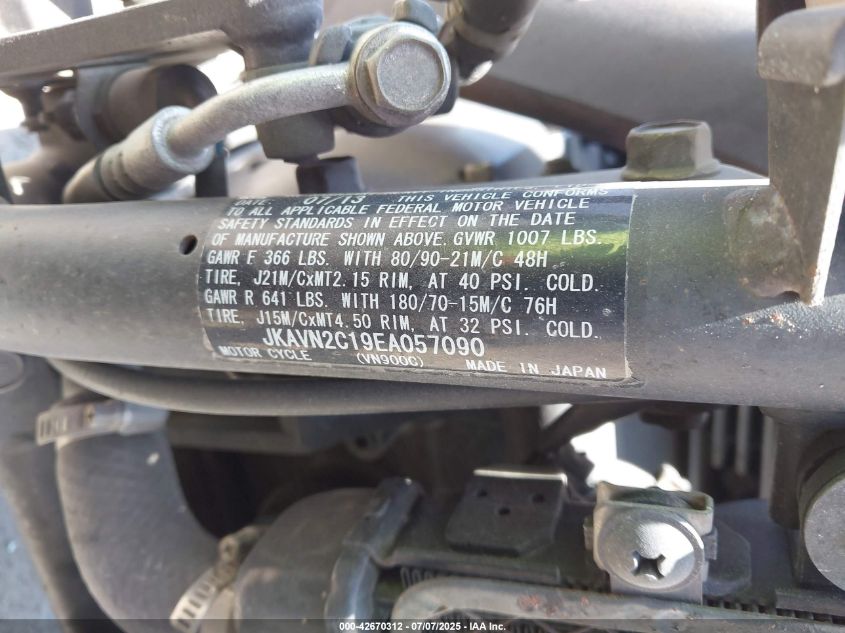 DATE: 01/13 THIS VEHICLE CONFORMS
TO ALL APPLICABLE FEDERAL MOTOR VEHICLE
SAFETY STANDARDS IN EFFECT ON THE DATE
OF MANUFACTURE SHOWN ABOVE. GVWR 1007 LBS.
GAWR F 366 LBS. WITH 80/90-21M/C 48H
TIRE, J21M/CxMT2.15 RIM, AT 40 PSI. COLD.
GAWR R 641 LBS. WITH 180/70-15M/C 76H
TIRE, J15M/CxMT4.50 RIM, AT 32 PSI. COLD.
JKAVN2C19EA057090
MOTOR CYCLE (VN900C) MADE IN JAPAN
000-42670312 / 07/07/2025 / IAA Inc.